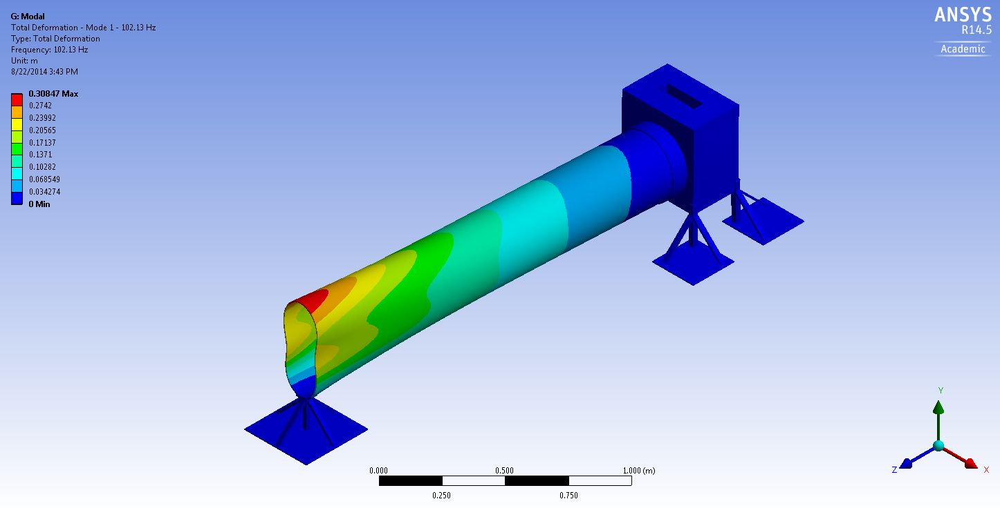 G: Modal
Total Deformation - Mode 1 - 102.13 Hz
Type: Total Deformation
Frequency: 102.13 Hz
Unit: m
8/22/2014 3:43 PM
0.30847 Max
0.2742
0.23992
0.20565
0.17137
0.1371
0.10282
0.068549
0.034274
0 Min
ANSYS
R14.5
Academic
Y
Z
X
0.000 0.500 1.000 (m)
0.250 0.750